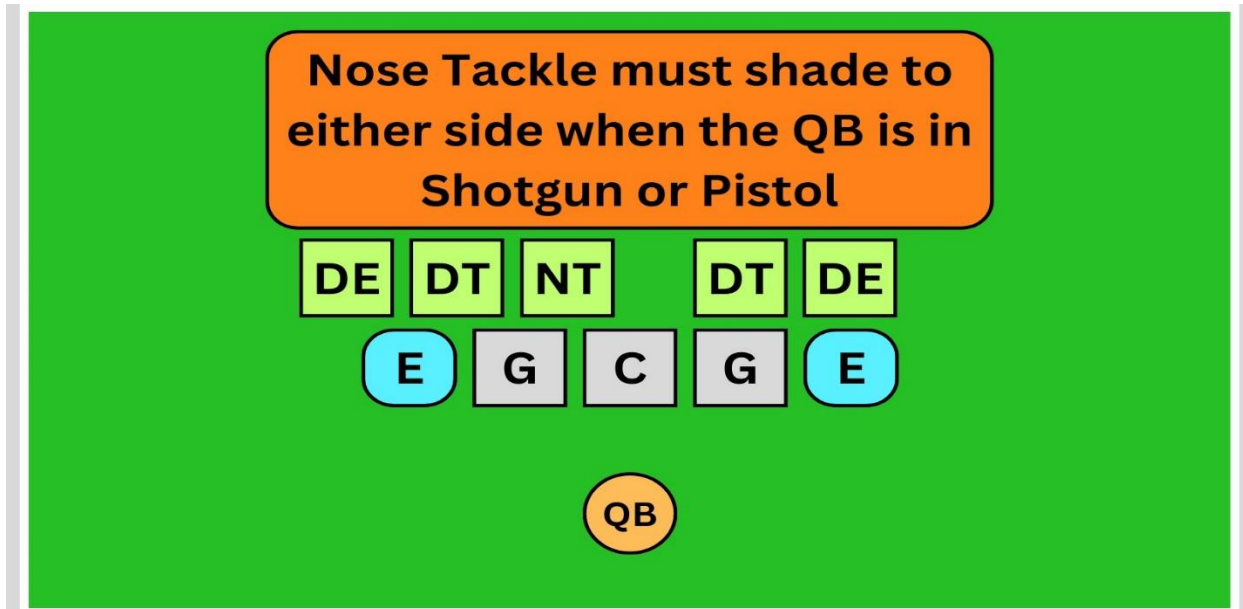 Nose Tackle must shade to
either side when the QB is in
Shotgun or Pistol
DE DT NT DT DE
E G C G E
QB